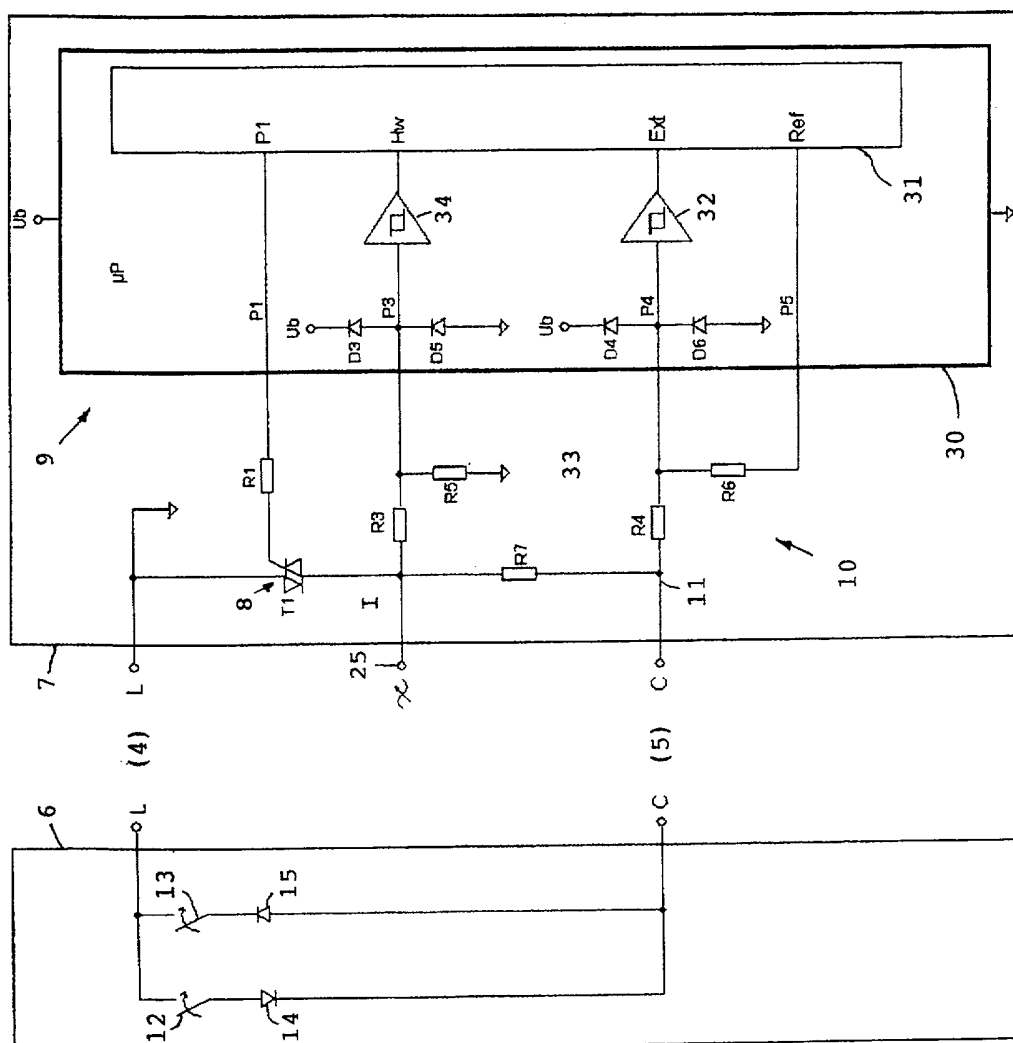 6
L
(4)
L
7
12
13
14
15
C
(5)
C
25
𝓍
I
8
T1
R1
9
R3
R5
33
R7
11
R4
R6
10
30
µP
Ub
P1
P1
Ub
D3
P3
D5
34
Hw
Ub
D4
P4
D6
32
Ext
P5
Ref
31